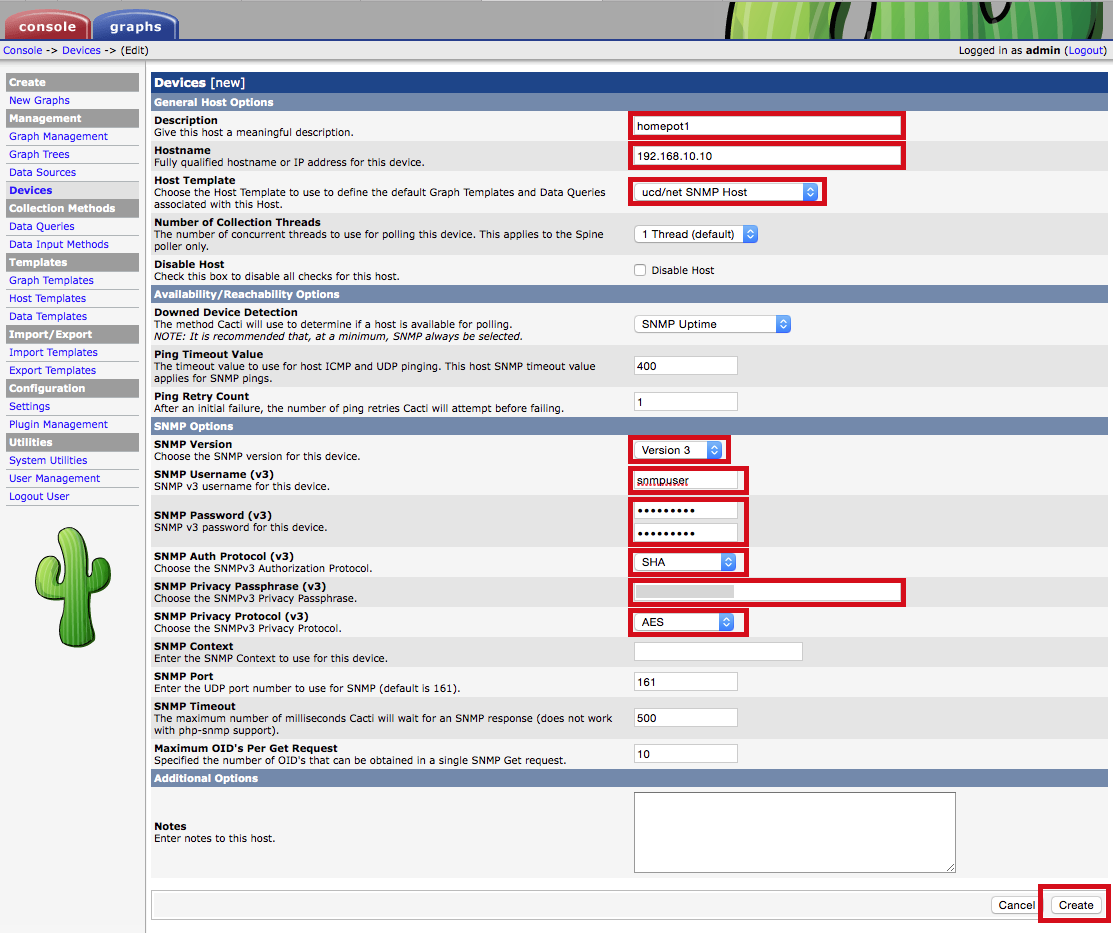 console
graphs
Console -> Devices -> (Edit)
Logged in as admin (Logout)
Create
New Graphs
Management
Graph Management
Graph Trees
Data Sources
Devices
Collection Methods
Data Queries
Data Input Methods
Templates
Graph Templates
Host Templates
Data Templates
Import/Export
Import Templates
Export Templates
Configuration
Settings
Plugin Management
Utilities
System Utilities
User Management
Logout User
Devices [new]
General Host Options
Description
Give this host a meaningful description.
homepot1
Hostname
Fully qualified hostname or IP address for this device.
192.168.10.10
Host Template
Choose the Host Template to use to define the default Graph Templates and Data Queries
associated with this Host.
ucd/net SNMP Host
Number of Collection Threads
The number of concurrent threads to use for polling this device. This applies to the Spine
poller only.
1 Thread (default)
Disable Host
Check this box to disable all checks for this host.
Disable Host
Availability/Reachability Options
Downed Device Detection
The method Cacti will use to determine if a host is available for polling.
NOTE: It is recommended that, at a minimum, SNMP always be selected.
SNMP Uptime
Ping Timeout Value
The timeout value to use for host ICMP and UDP pinging. This host SNMP timeout value
applies for SNMP pings.
400
Ping Retry Count
After an initial failure, the number of ping retries Cacti will attempt before failing.
1
SNMP Options
SNMP Version
Choose the SNMP version for this device.
Version 3
SNMP Username (v3)
SNMP v3 username for this device.
snmpuser
SNMP Password (v3)
SNMP v3 password for this device.
•••••••••
•••••••••
SNMP Auth Protocol (v3)
Choose the SNMPv3 Authorization Protocol.
SHA
SNMP Privacy Passphrase (v3)
Choose the SNMPv3 Privacy Passphrase.
SNMP Privacy Protocol (v3)
Choose the SNMPv3 Privacy Protocol.
AES
SNMP Context
Enter the SNMP Context to use for this device.
SNMP Port
Enter the UDP port number to use for SNMP (default is 161).
161
SNMP Timeout
The maximum number of milliseconds Cacti will wait for an SNMP response (does not work
with php-snmp support).
500
Maximum OID's Per Get Request
Specified the number of OID's that can be obtained in a single SNMP Get request.
10
Additional Options
Notes
Enter notes to this host.
Cancel
Create